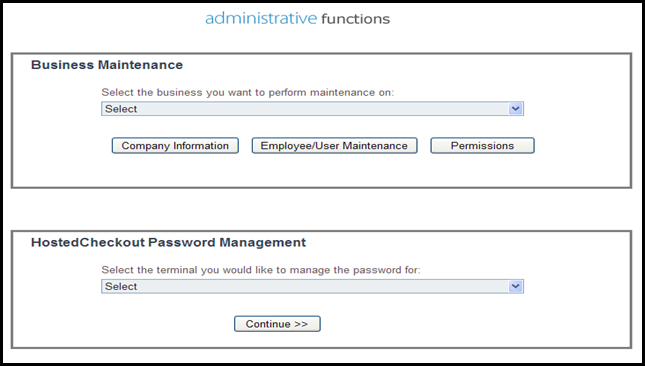 administrative functions
Business Maintenance
Select the business you want to perform maintenance on:
Select
Company Information Employee/User Maintenance Permissions
HostedCheckout Password Management
Select the terminal you would like to manage the password for:
Select
Continue >>